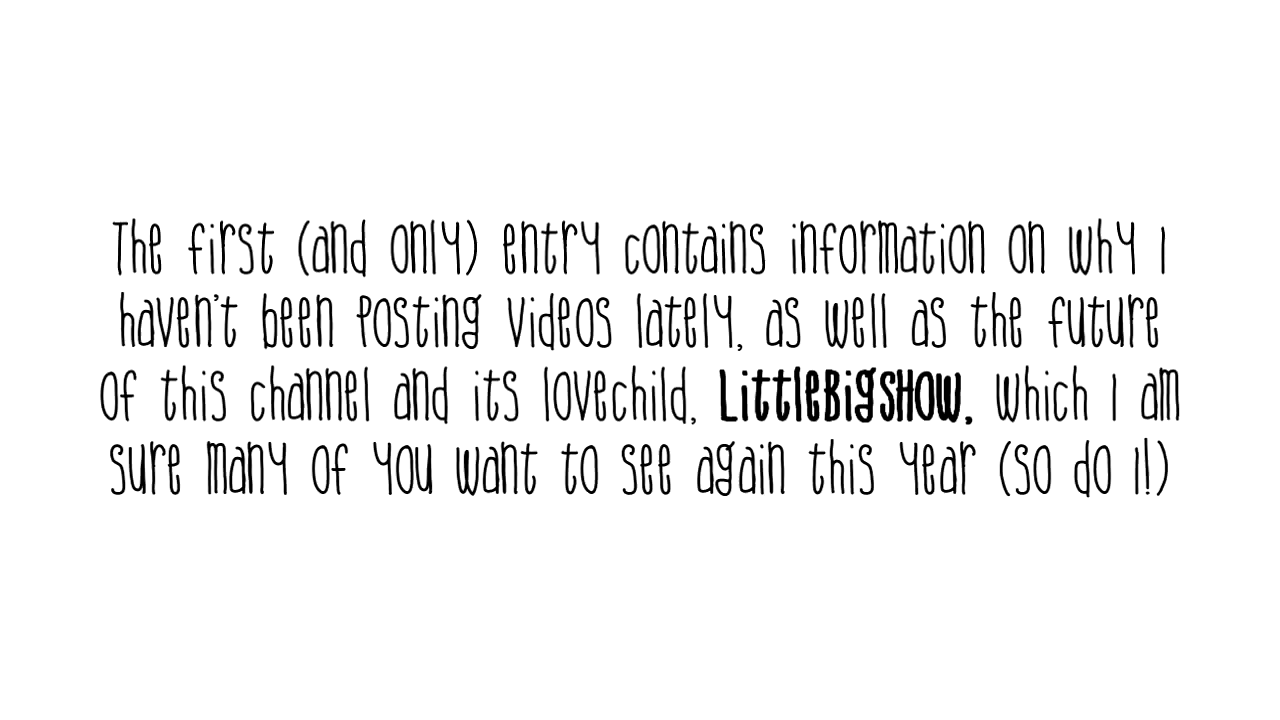 The first (and only) entry contains information on why I
haven't been posting videos lately, as well as the future
of this channel and its lovechild, LittleBigSHOW, which I am
sure many of you want to see again this year (so do I!)